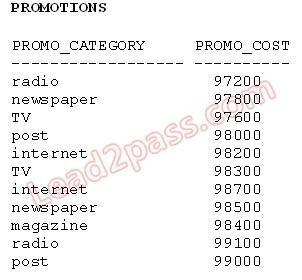 PROMOTIONS
PROMO_CATEGORY PROMO_COST
----------------- ----------
radio 97200
newspaper 97800
TV 97600
post 98000
internet 98200
TV 98300
internet 98700
newspaper 98500
magazine 98400
radio 99100
post 99000
Lead2pass.com